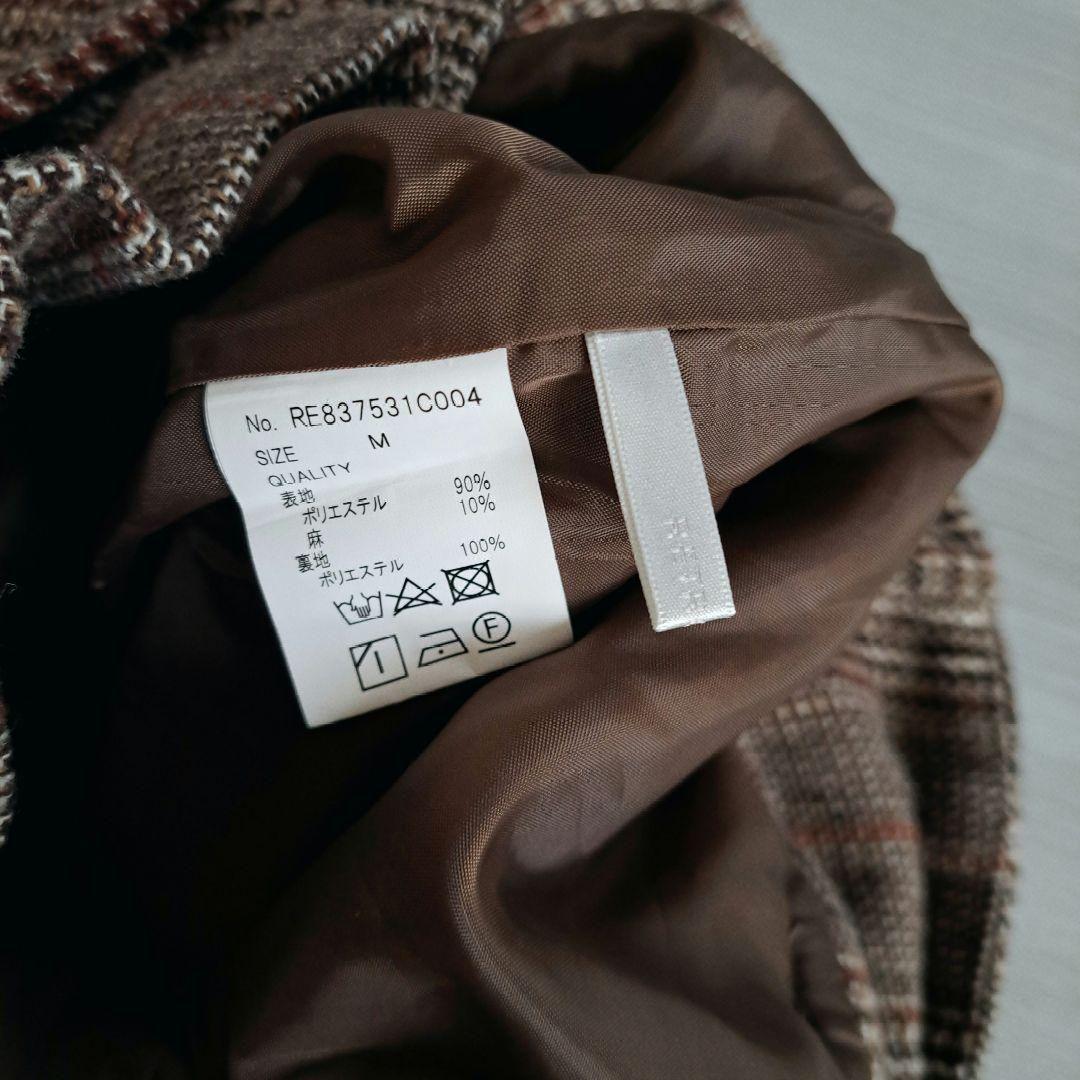 No. RE837531C004
SIZE M
QUALITY
表地
ポリエステル 90%
麻 10%
裏地
ポリエステル 100%
F